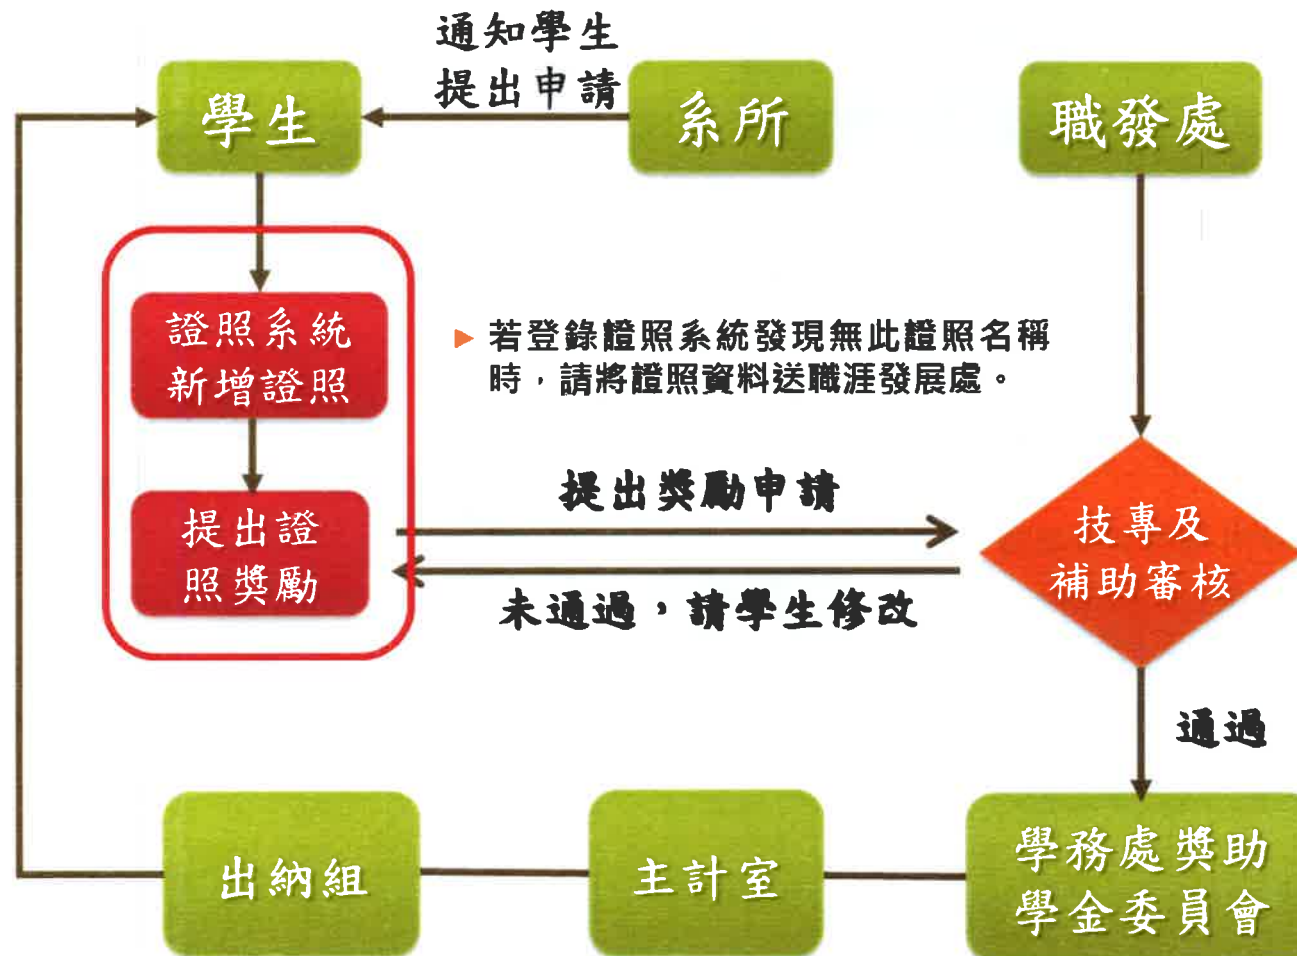 通知學生
提出申請
學生
系所
職發處
證照系統
新增證照
▶ 若登錄證照系統發現無此證照名稱
時，請將證照資料送職涯發展處。
提出獎勵申請
提出證
照獎勵
技專及
補助審核
未通過，請學生修改
通過
出納組
主計室
學務處獎助
學金委員會